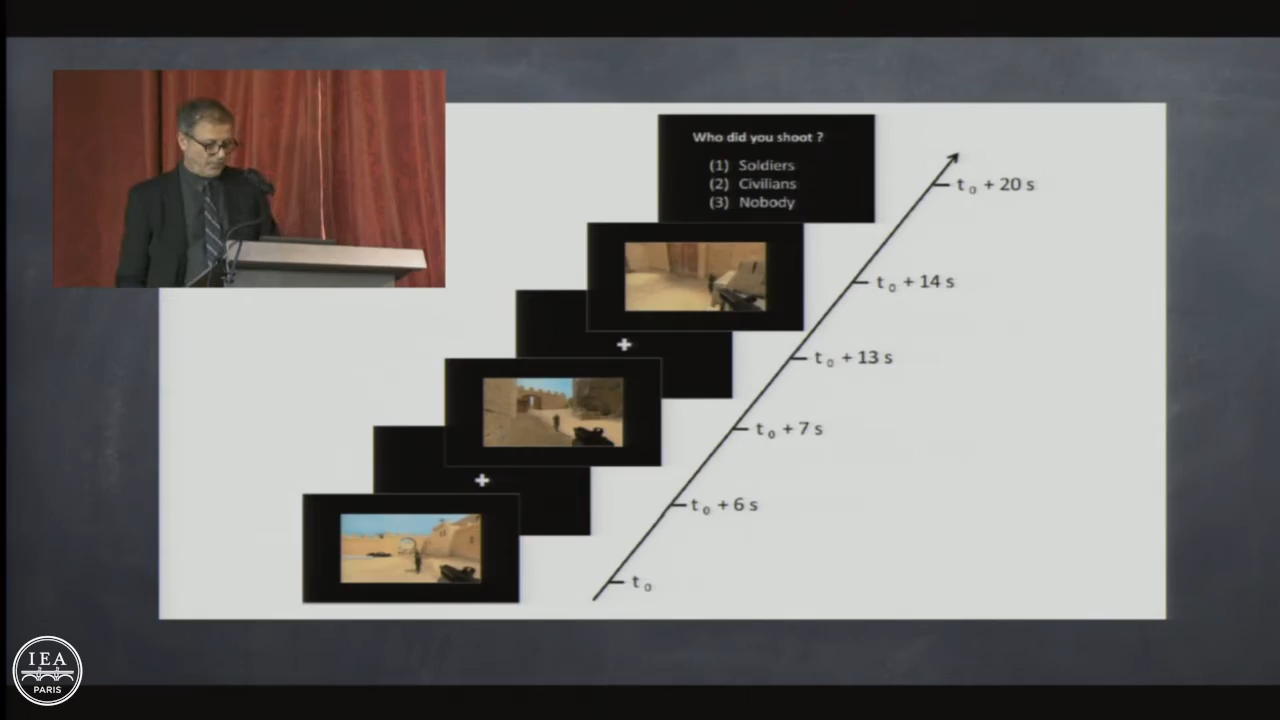 Who did you shoot ?
(1) Soldiers
(2) Civilians
(3) Nobody
t₀ + 20 s
t₀ + 14 s
t₀ + 13 s
t₀ + 7 s
t₀ + 6 s
t₀
IEA
PARIS